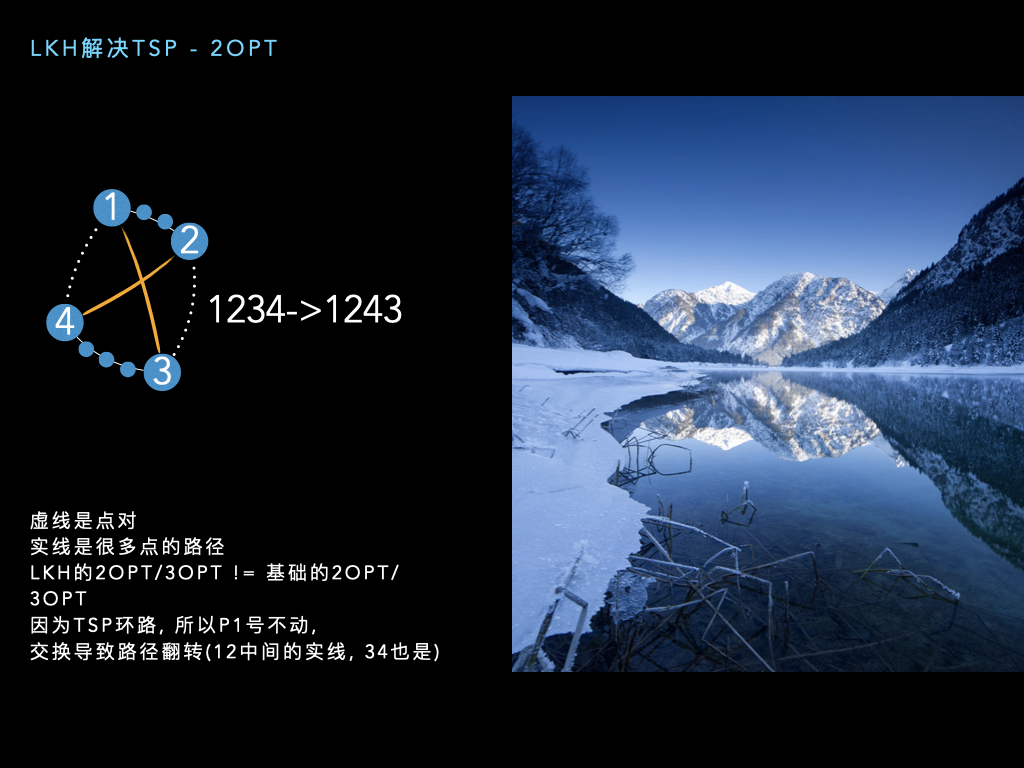 LKH解决TSP - 2OPT
1
2
1234->1243
4
3
虚线是点对
实线是很多点的路径
LKH的2OPT/3OPT != 基础的2OPT/
3OPT
因为TSP环路, 所以P1号不动,
交换导致路径翻转(12中间的实线, 34也是)